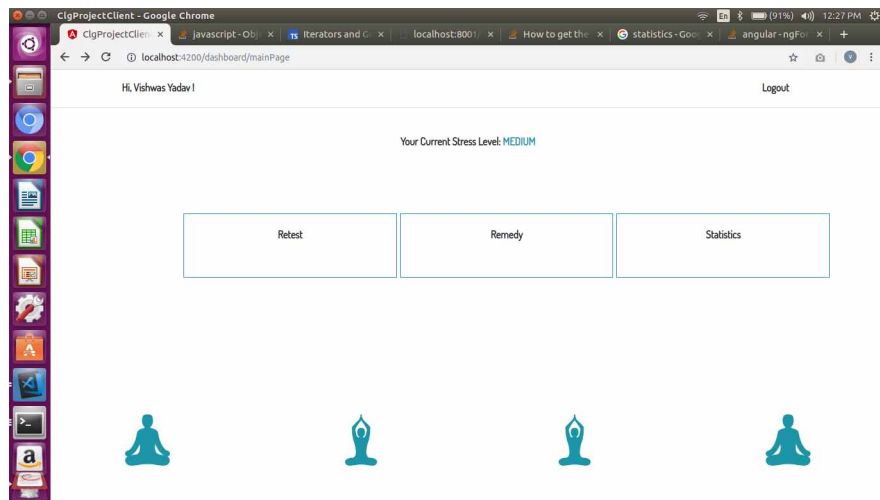 ClgProjectClient - Google Chrome
En (91%) 12:27 PM
ClgProjectClien
javascript - Obj
TS Iterators and G
localhost:8001/
How to get the
statistics - Goo
angular - ngFor
localhost:4200/dashboard/mainPage
Hi, Vishwas Yadav !
Logout
Your Current Stress Level: MEDIUM
Retest
Remedy
Statistics